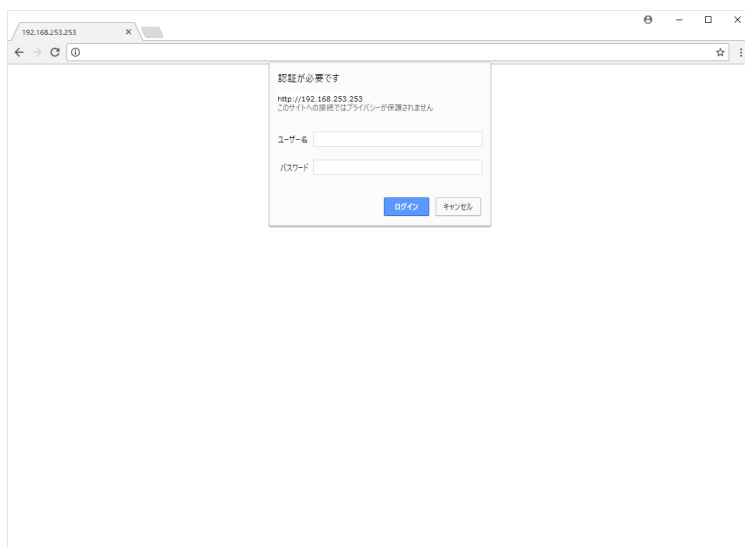 192.168.253.253
認証が必要です
http://192.168.253.253
このサイトへの接続ではプライバシーが保護されません
ユーザー名
パスワード
ログイン
キャンセル